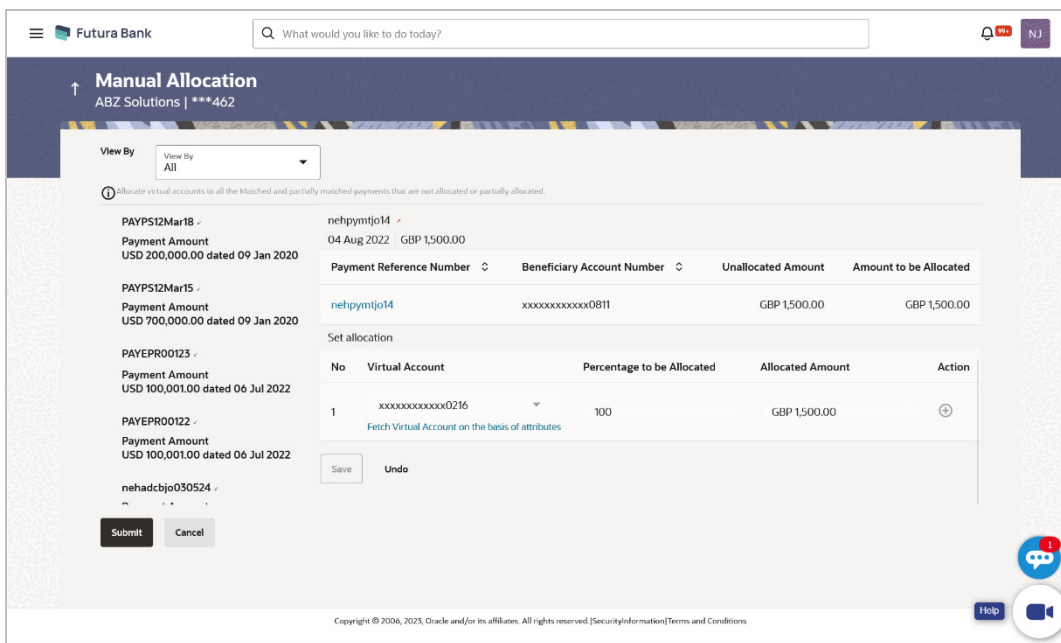 Futura Bank
What would you like to do today?
99+
NJ
Manual Allocation
ABZ Solutions | ***462
View By
View By
All
Allocate virtual accounts to all the Matched and partially matched payments that are not allocated or partially allocated.
PAYPS12Mar18
Payment Amount
USD 200,000.00 dated 09 Jan 2020
PAYPS12Mar15
Payment Amount
USD 700,000.00 dated 09 Jan 2020
PAYEPR00123
Payment Amount
USD 100,001.00 dated 06 Jul 2022
PAYEPR00122
Payment Amount
USD 100,001.00 dated 06 Jul 2022
nehadcbjo030524
nehpymtjo14
04 Aug 2022 GBP 1,500.00
Payment Reference Number Beneficiary Account Number Unallocated Amount Amount to be Allocated
nehpymtjo14 xxxxxxxxxxxx0811 GBP 1,500.00 GBP 1,500.00
Set allocation
No Virtual Account Percentage to be Allocated Allocated Amount Action
1 xxxxxxxxxxxx0216 100 GBP 1,500.00
Fetch Virtual Account on the basis of attributes
Save Undo
Submit Cancel
1
Help
Copyright © 2006, 2023, Oracle and/or its affiliates. All rights reserved.|SecurityInformation|Terms and Conditions